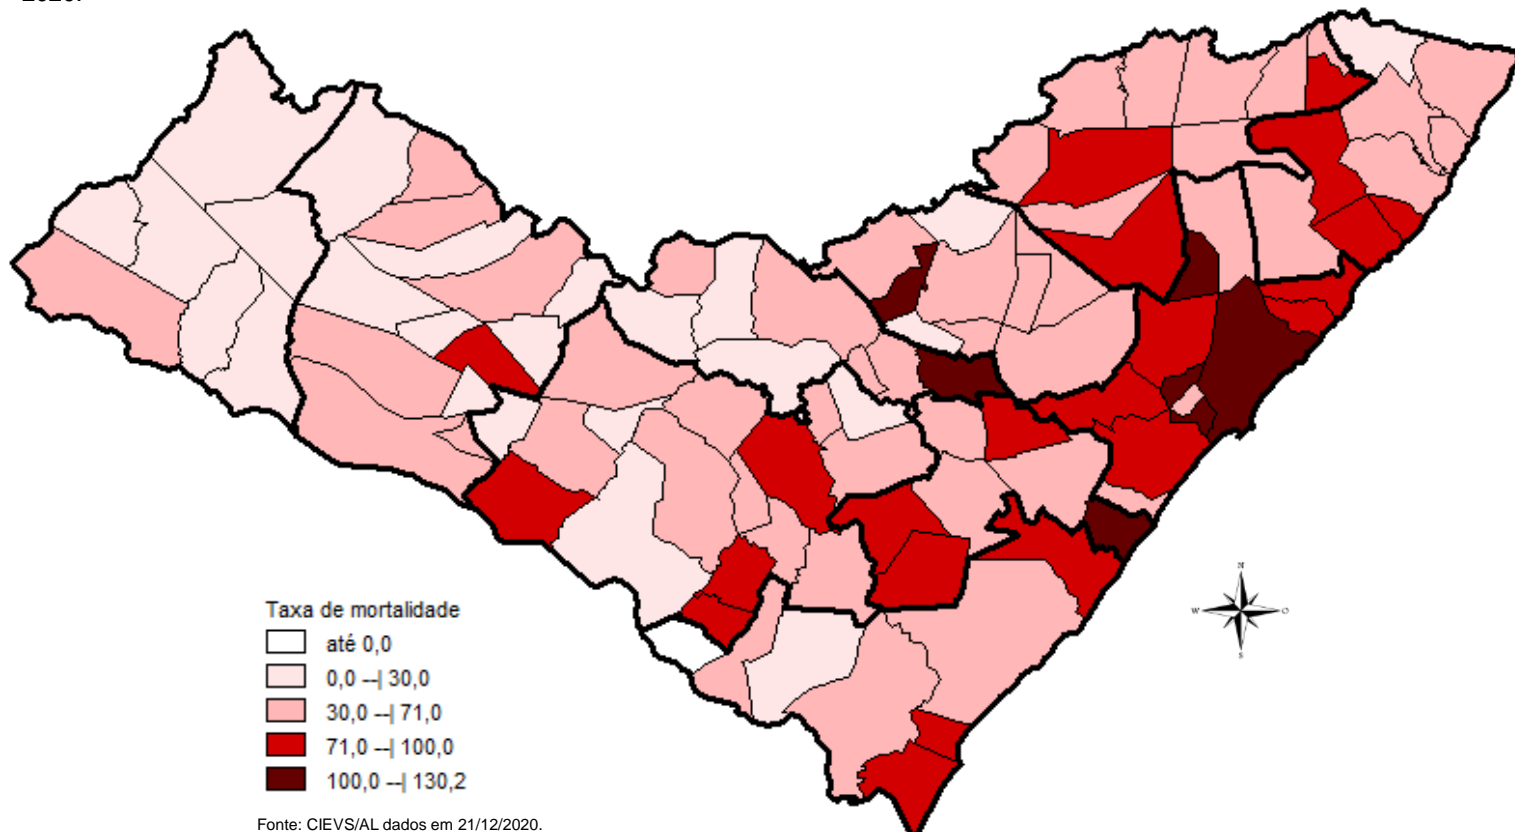 2020.
Taxa de mortalidade
até 0,0
0,0 --| 30,0
30,0 --| 71,0
71,0 --| 100,0
100,0 --| 130,2
N
W
O
S
Fonte: CIEVS/AL dados em 21/12/2020.